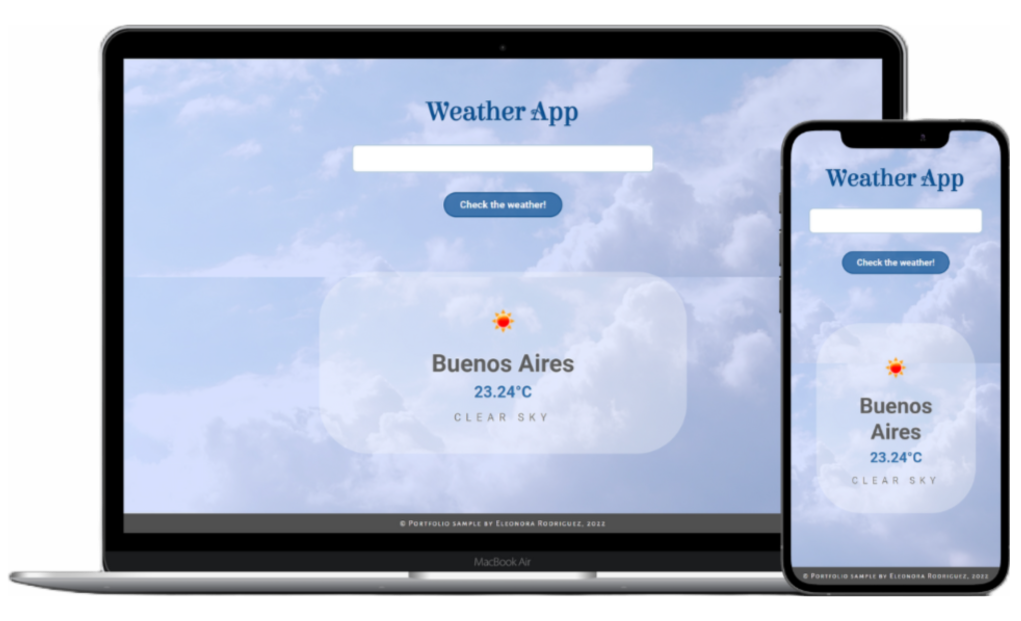 Weather App
Check the weather!
Buenos Aires
23.24°C
CLEAR SKY
© Portfolio sample by Eleonora Rodriguez, 2022
MacBook Air
Weather App
Check the weather!
Buenos
Aires
23.24°C
CLEAR SKY
© Portfolio sample by Eleonora Rodriguez, 2022